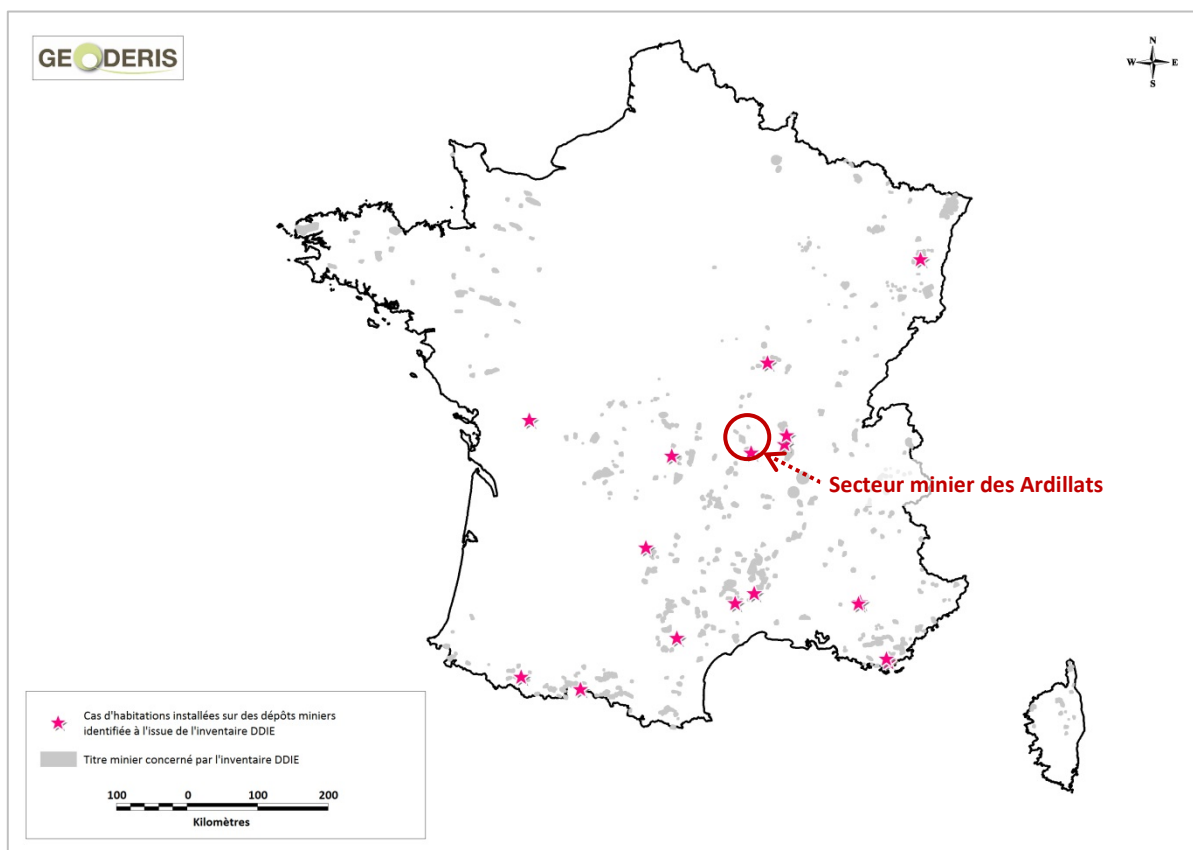 GEODERIS
N
W E
S
Secteur minier des Ardillats
Cas d'habitations installées sur des dépôts miniers
identifiée à l'issue de l'inventaire DDIE
Titre minier concerné par l'inventaire DDIE
100 0 100 200
Kilomètres